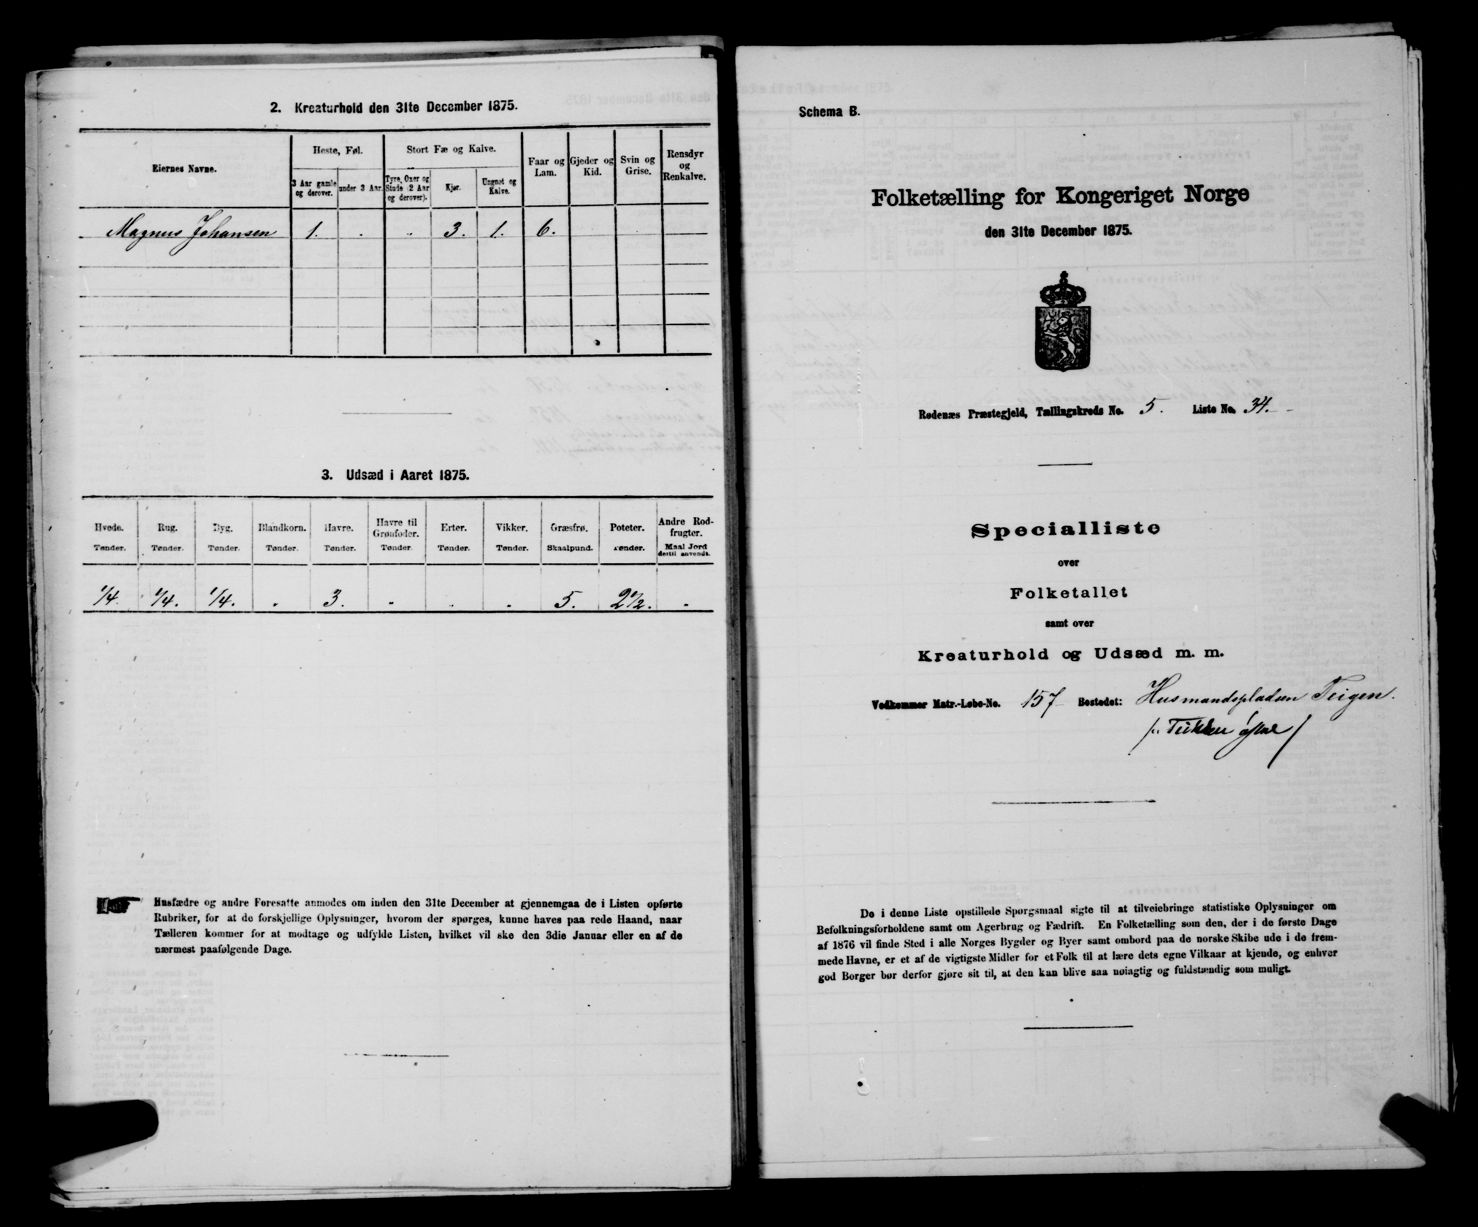 2. Kreaturhold den 31te December 1875.
Eiernes Navne.
Heste, Føl.
3 Aar gamle og derover.
under 3 Aar.
Stort Fæ og Kalve.
Tyre, Oxer og Stude (2 Aar og derover).
Kjør.
Ungnøt og Kalve.
Faar og Lam.
Gjeder og Kid.
Svin og Grise.
Rensdyr og Renkalve.
Magnus Johansen 1. . . 3. 1. 6.
3. Udsæd i Aaret 1875.
Hvede. Rug. Byg. Blandkorn. Havre. Havre til Grønfoder. Erter. Vikker. Græsfrø. Poteter. Andre Rodfrugter.
Tønder. Tønder. Tønder. Tønder. Tønder. Tønder. Tønder. Tønder. Skaalpund. Tønder. Maal Jord dertil anvendt.
1/4. 1/4. 1/4. . 3. . . . 5. 2 1/2. .
Husfædre og andre Foresatte anmodes om inden den 31te December at gjennemgaa de i Listen opførte
Rubriker, for at de forskjellige Oplysninger, hvorom der spørges, kunne haves paa rede Haand, naar
Tælleren kommer for at modtage og udfylde Listen, hvilket vil ske den 3die Januar eller en af de
nærmest paafølgende Dage.
Schema B.
Folketælling for Kongeriget Norge
den 31te December 1875.
Rødenæs Præstegjeld, Tællingskreds No. 5. Liste No. 34.
Specialliste
over
Folketallet
samt over
Kreaturhold og Udsæd m. m.
Vedkommer Matr.-Løbe-No. 157 Bostedet: Husmandspladsen Teigen.
De i denne Liste opstillede Spørgsmaal sigte til at tilveiebringe statistiske Oplysninger om
Befolkningsforholdene samt om Agerbrug og Fædrift. En Folketælling som den, der i de første Dage
af 1876 vil finde Sted i alle Norges Bygder og Byer samt ombord paa de norske Skibe ude i de frem-
mede Havne, er et af de vigtigste Midler for et Folk til at lære dets egne Vilkaar at kjende, og enhver
god Borger bør derfor gjøre sit til, at den kan blive saa nøiagtig og fuldstændig som muligt.